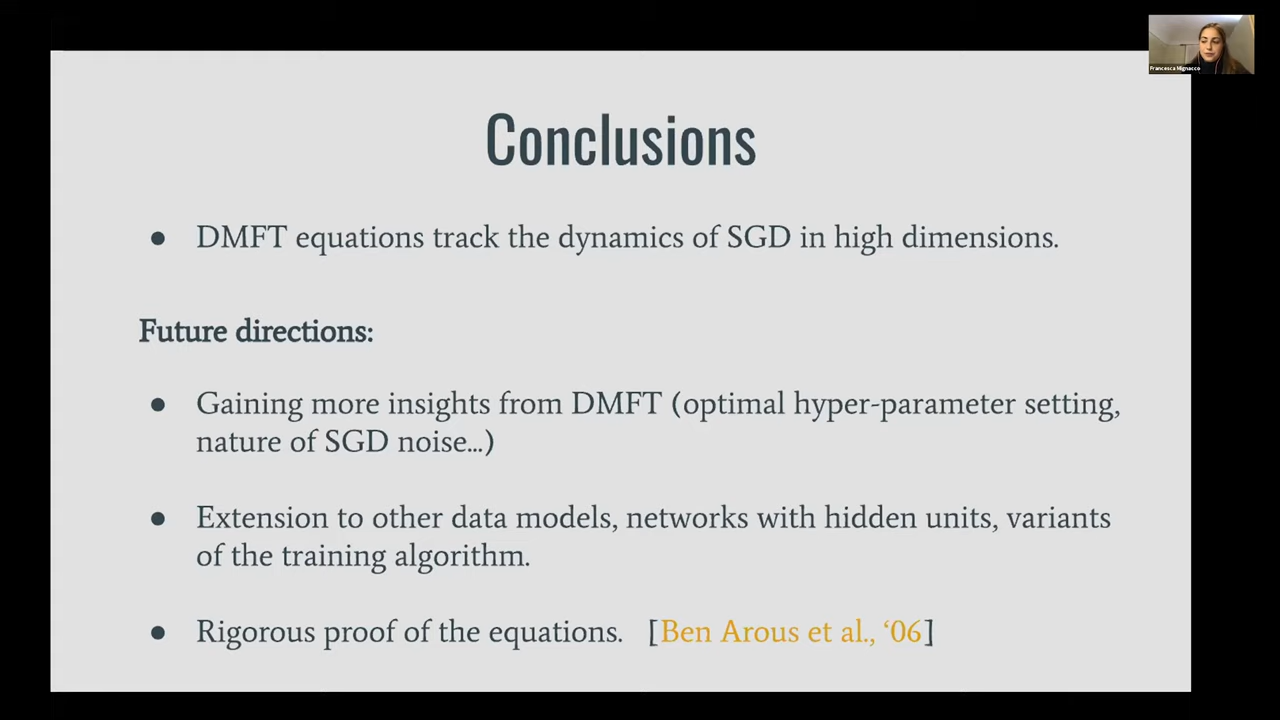 Francesca Mignacco
Conclusions
● DMFT equations track the dynamics of SGD in high dimensions.
Future directions:
● Gaining more insights from DMFT (optimal hyper-parameter setting,
nature of SGD noise...)
● Extension to other data models, networks with hidden units, variants
of the training algorithm.
● Rigorous proof of the equations. [Ben Arous et al., ‘06]